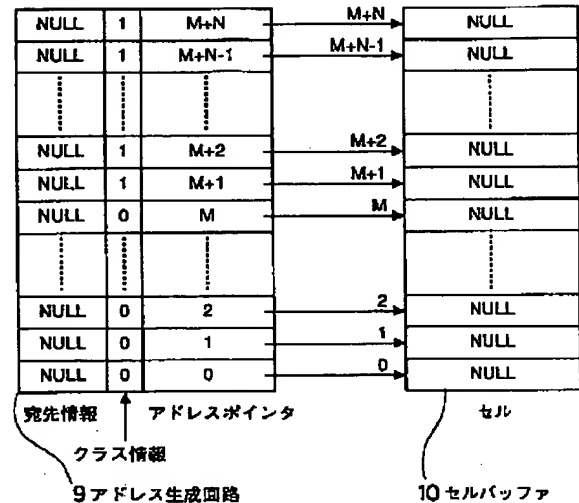 NULL 1 M+N M+N NULL
NULL 1 M+N-1 M+N-1 NULL
NULL 1 M+2 M+2 NULL
NULL 1 M+1 M+1 NULL
NULL 0 M M NULL
NULL 0 2 2 NULL
NULL 0 1 1 NULL
NULL 0 0 0 NULL
宛先情報 アドレスポインタ セル
クラス情報
9アドレス生成回路 10セルバッファ